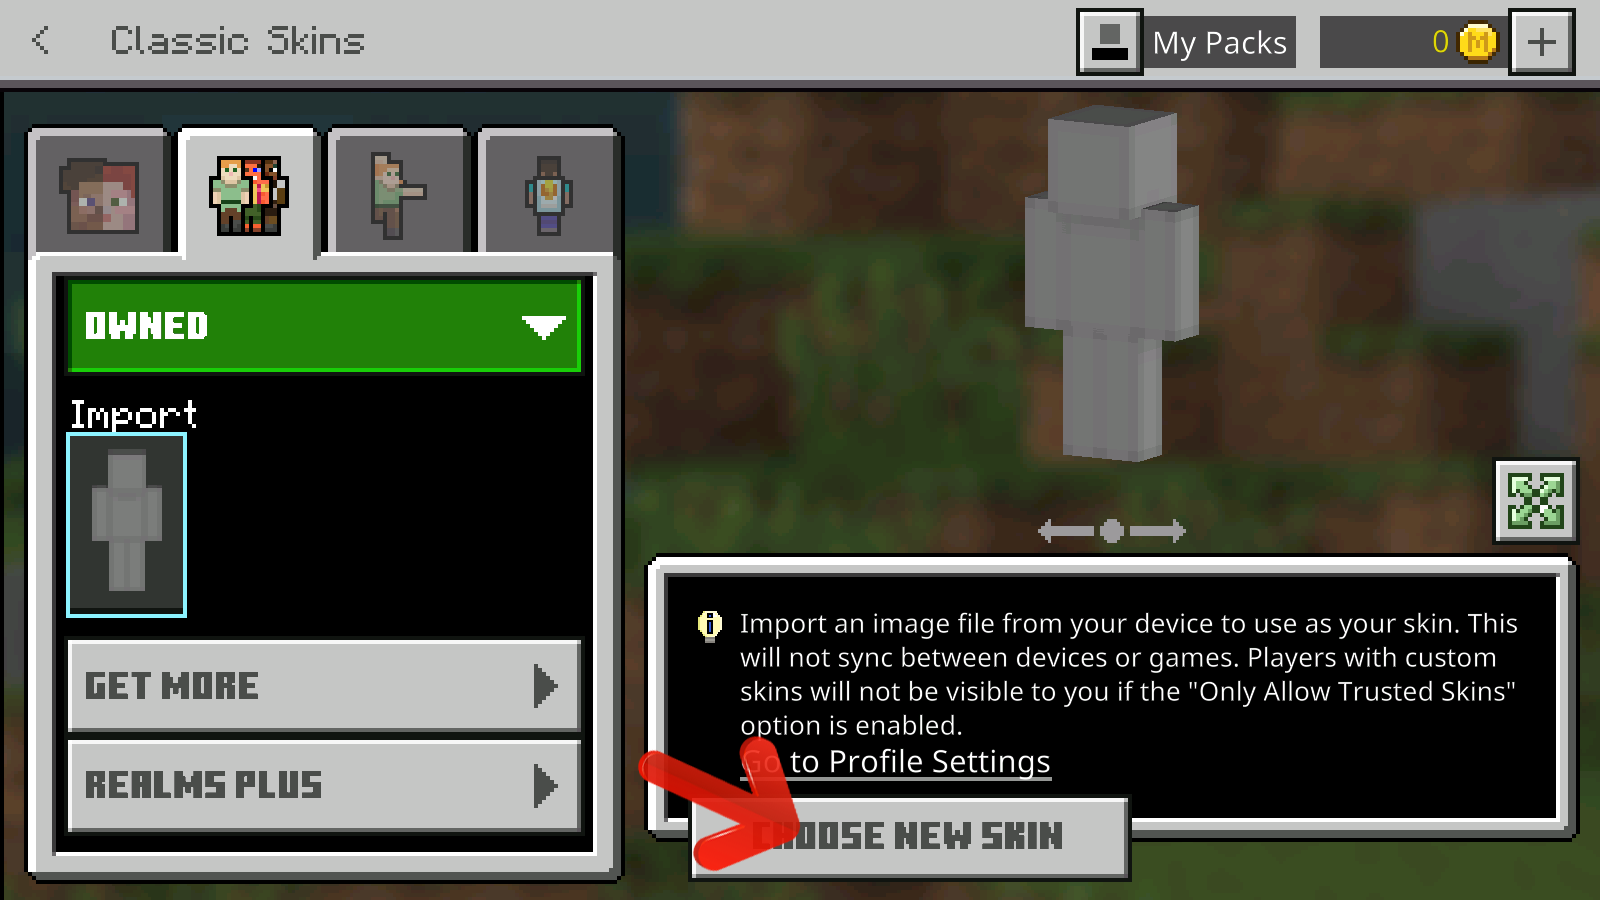 Classic Skins
My Packs
0
OWNED
Import
GET MORE
REALMS PLUS
Import an image file from your device to use as your skin. This
will not sync between devices or games. Players with custom
skins will not be visible to you if the "Only Allow Trusted Skins"
option is enabled.
Go to Profile Settings
CHOOSE NEW SKIN